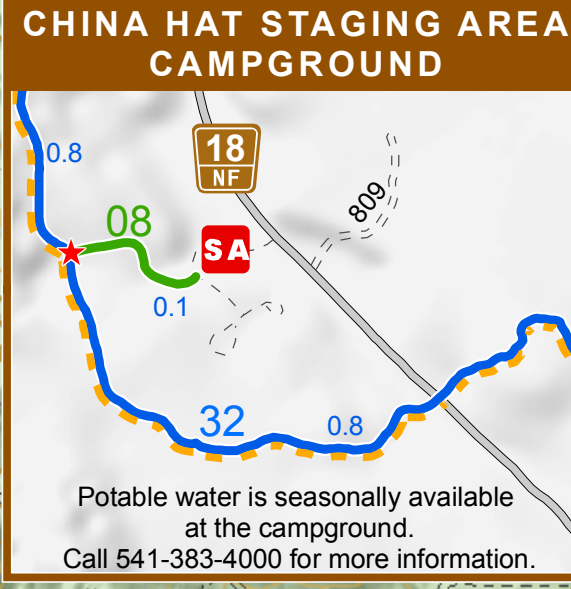 CHINA HAT STAGING AREA
CAMPGROUND
0.8
18
NF
809
08
SA
0.1
32
0.8
Potable water is seasonally available
at the campground.
Call 541-383-4000 for more information.